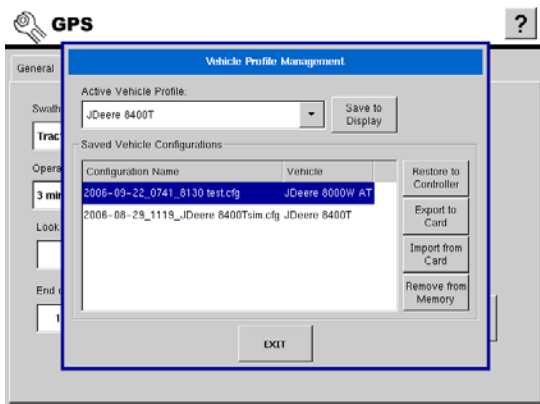 GPS
?
Vehicle Profile Management
General
Active Vehicle Profile:
JDeere 8400T
Save to
Display
Swath
Trac
Saved Vehicle Configurations
Configuration Name Vehicle
2006-09-22_0741_8130 test.cfg JDeere 8000W AT
2006-08-29_1119_JDeere 8400Tsim.cfg JDeere 8400T
Restore to
Controller
Export to
Card
Import from
Card
Remove from
Memory
Opera
3 min
Look
End o
1
EXIT